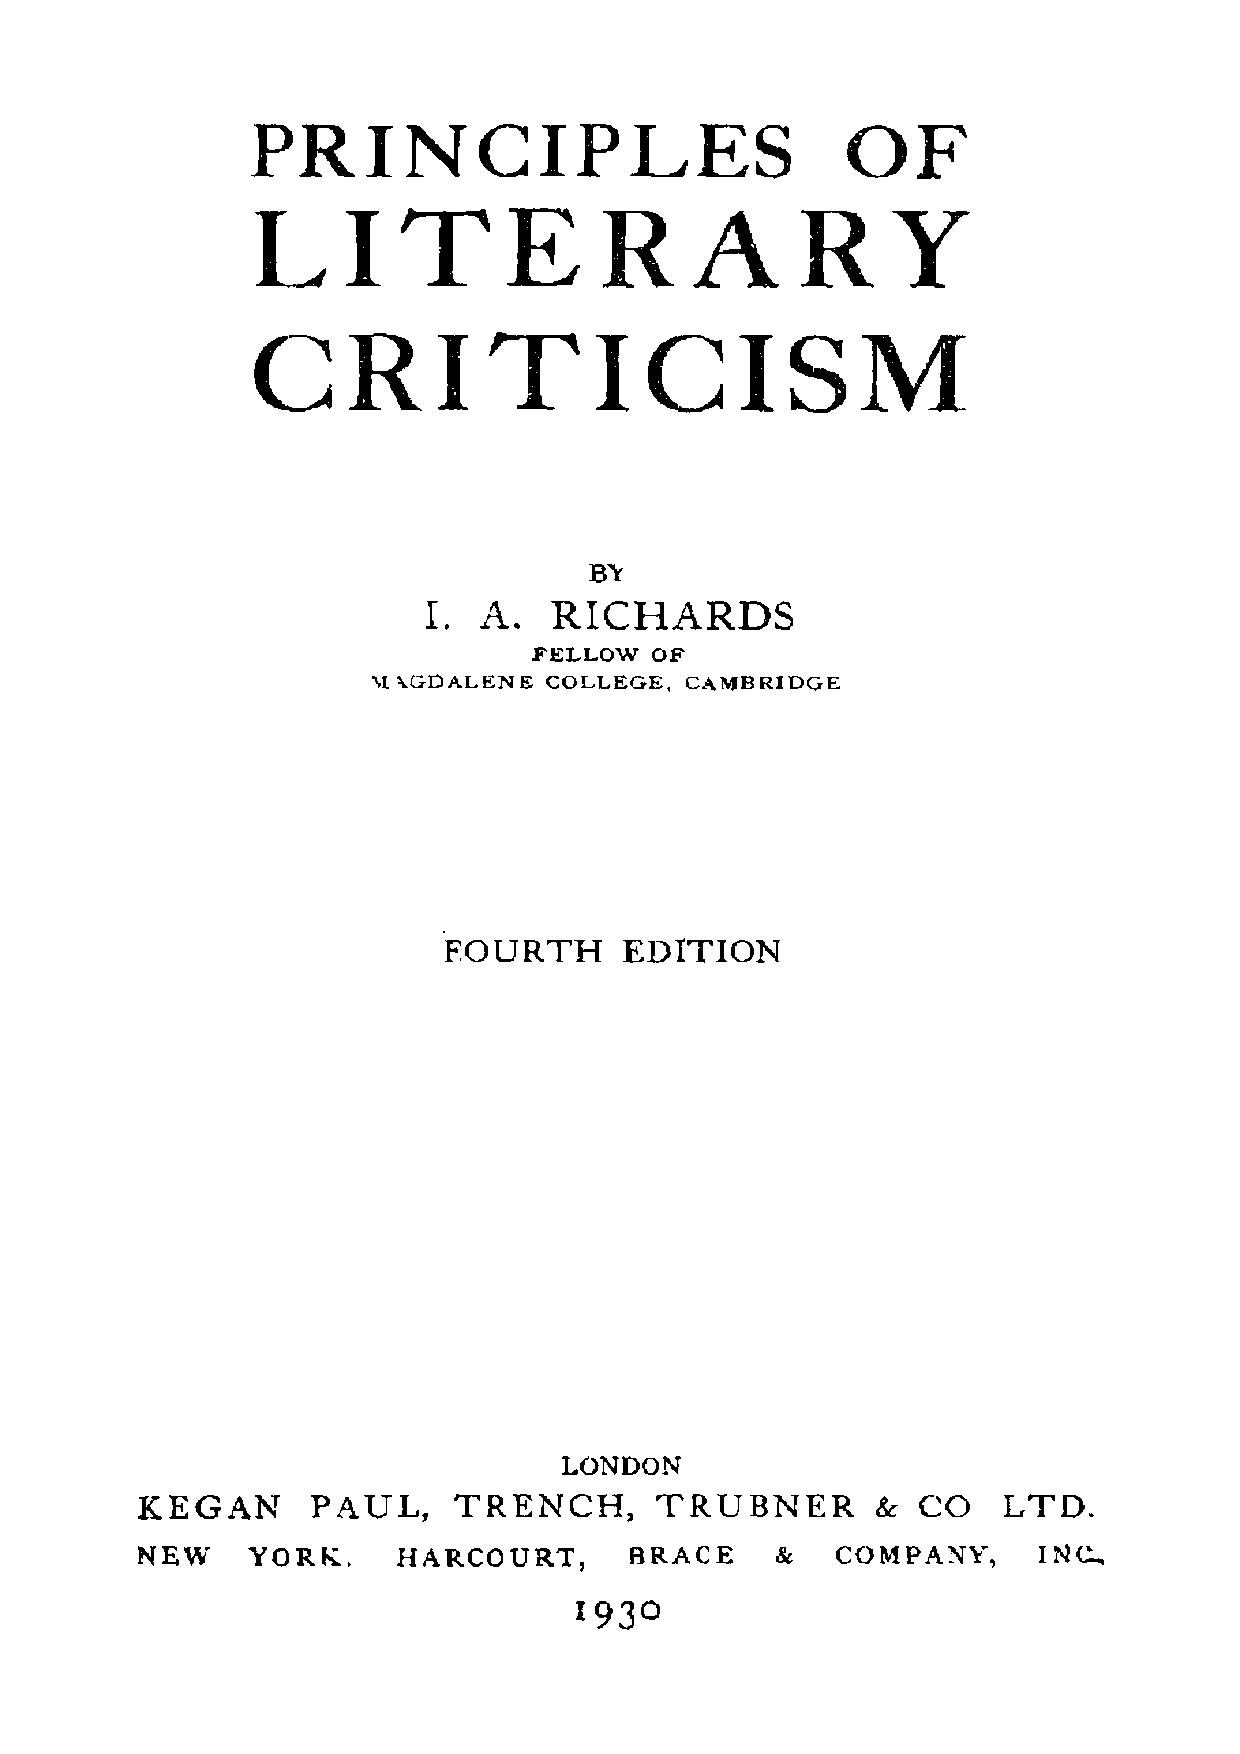 PRINCIPLES OF
LITERARY
CRITICISM
BY
I. A. RICHARDS
FELLOW OF
MAGDALENE COLLEGE, CAMBRIDGE
FOURTH EDITION
LONDON
KEGAN PAUL, TRENCH, TRUBNER & CO LTD.
NEW YORK. HARCOURT, BRACE & COMPANY, INC.
1930